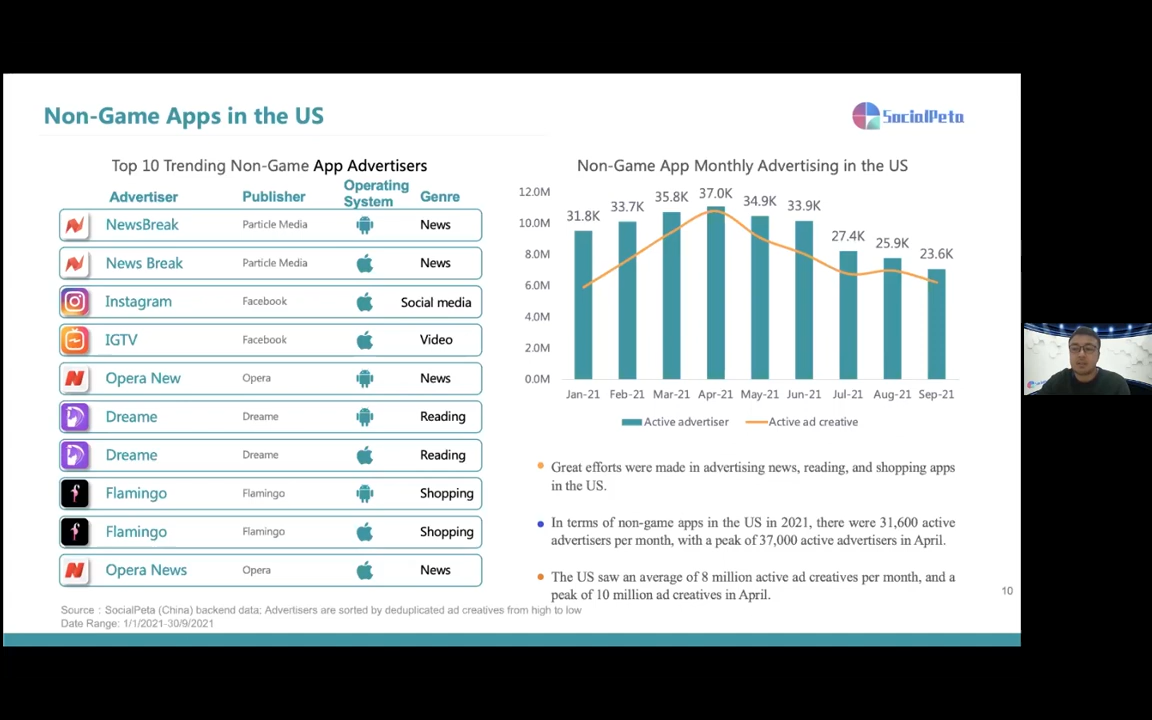 Non-Game Apps in the US
SocialPeta
Top 10 Trending Non-Game App Advertisers
Advertiser Publisher Operating System Genre
NewsBreak Particle Media News
News Break Particle Media News
Instagram Facebook Social media
IGTV Facebook Video
Opera New Opera News
Dreame Dreame Reading
Dreame Dreame Reading
Flamingo Flamingo Shopping
Flamingo Flamingo Shopping
Opera News Opera News
Source : SocialPeta (China) backend data; Advertisers are sorted by deduplicated ad creatives from high to low
Date Range: 1/1/2021-30/9/2021
Non-Game App Monthly Advertising in the US
12.0M
10.0M
8.0M
6.0M
4.0M
2.0M
0.0M
31.8K 33.7K 35.8K 37.0K 34.9K 33.9K 27.4K 25.9K 23.6K
Jan-21 Feb-21 Mar-21 Apr-21 May-21 Jun-21 Jul-21 Aug-21 Sep-21
Active advertiser Active ad creative
Great efforts were made in advertising news, reading, and shopping apps
in the US.
In terms of non-game apps in the US in 2021, there were 31,600 active
advertisers per month, with a peak of 37,000 active advertisers in April.
The US saw an average of 8 million active ad creatives per month, and a
peak of 10 million ad creatives in April.
10